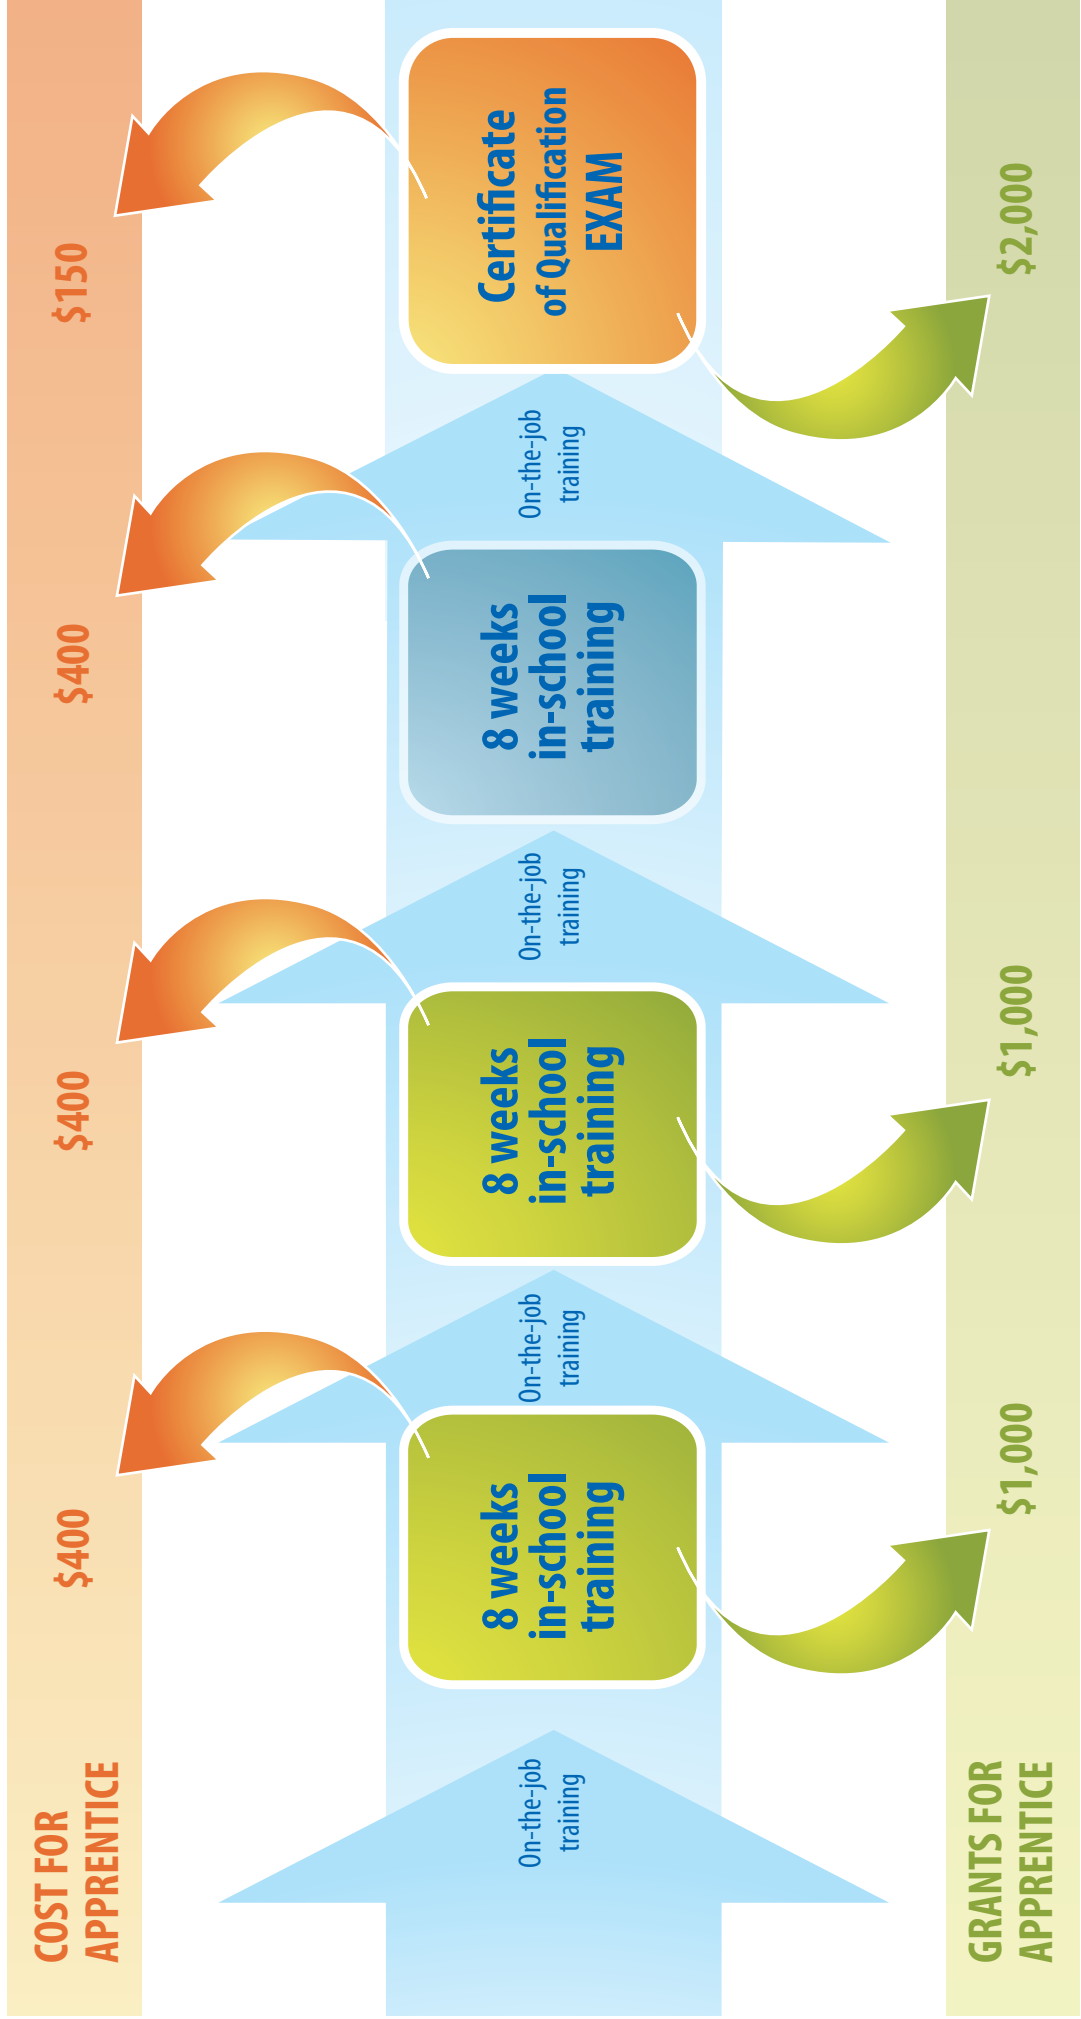 COST FOR
APPRENTICE
$400
$400
$400
$150
On-the-job
training
8 weeks
in-school
training
On-the-job
training
8 weeks
in-school
training
On-the-job
training
8 weeks
in-school
training
On-the-job
training
Certificate
of Qualification
EXAM
GRANTS FOR
APPRENTICE
$1,000
$1,000
$2,000